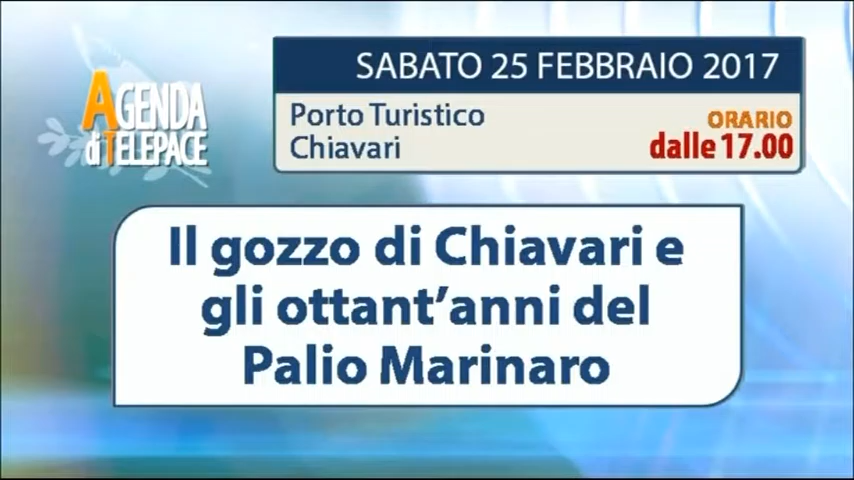 AGENDA
di TELEPACE
SABATO 25 FEBBRAIO 2017
Porto Turistico
Chiavari
ORARIO
dalle 17.00
Il gozzo di Chiavari e
gli ottant’anni del
Palio Marinaro